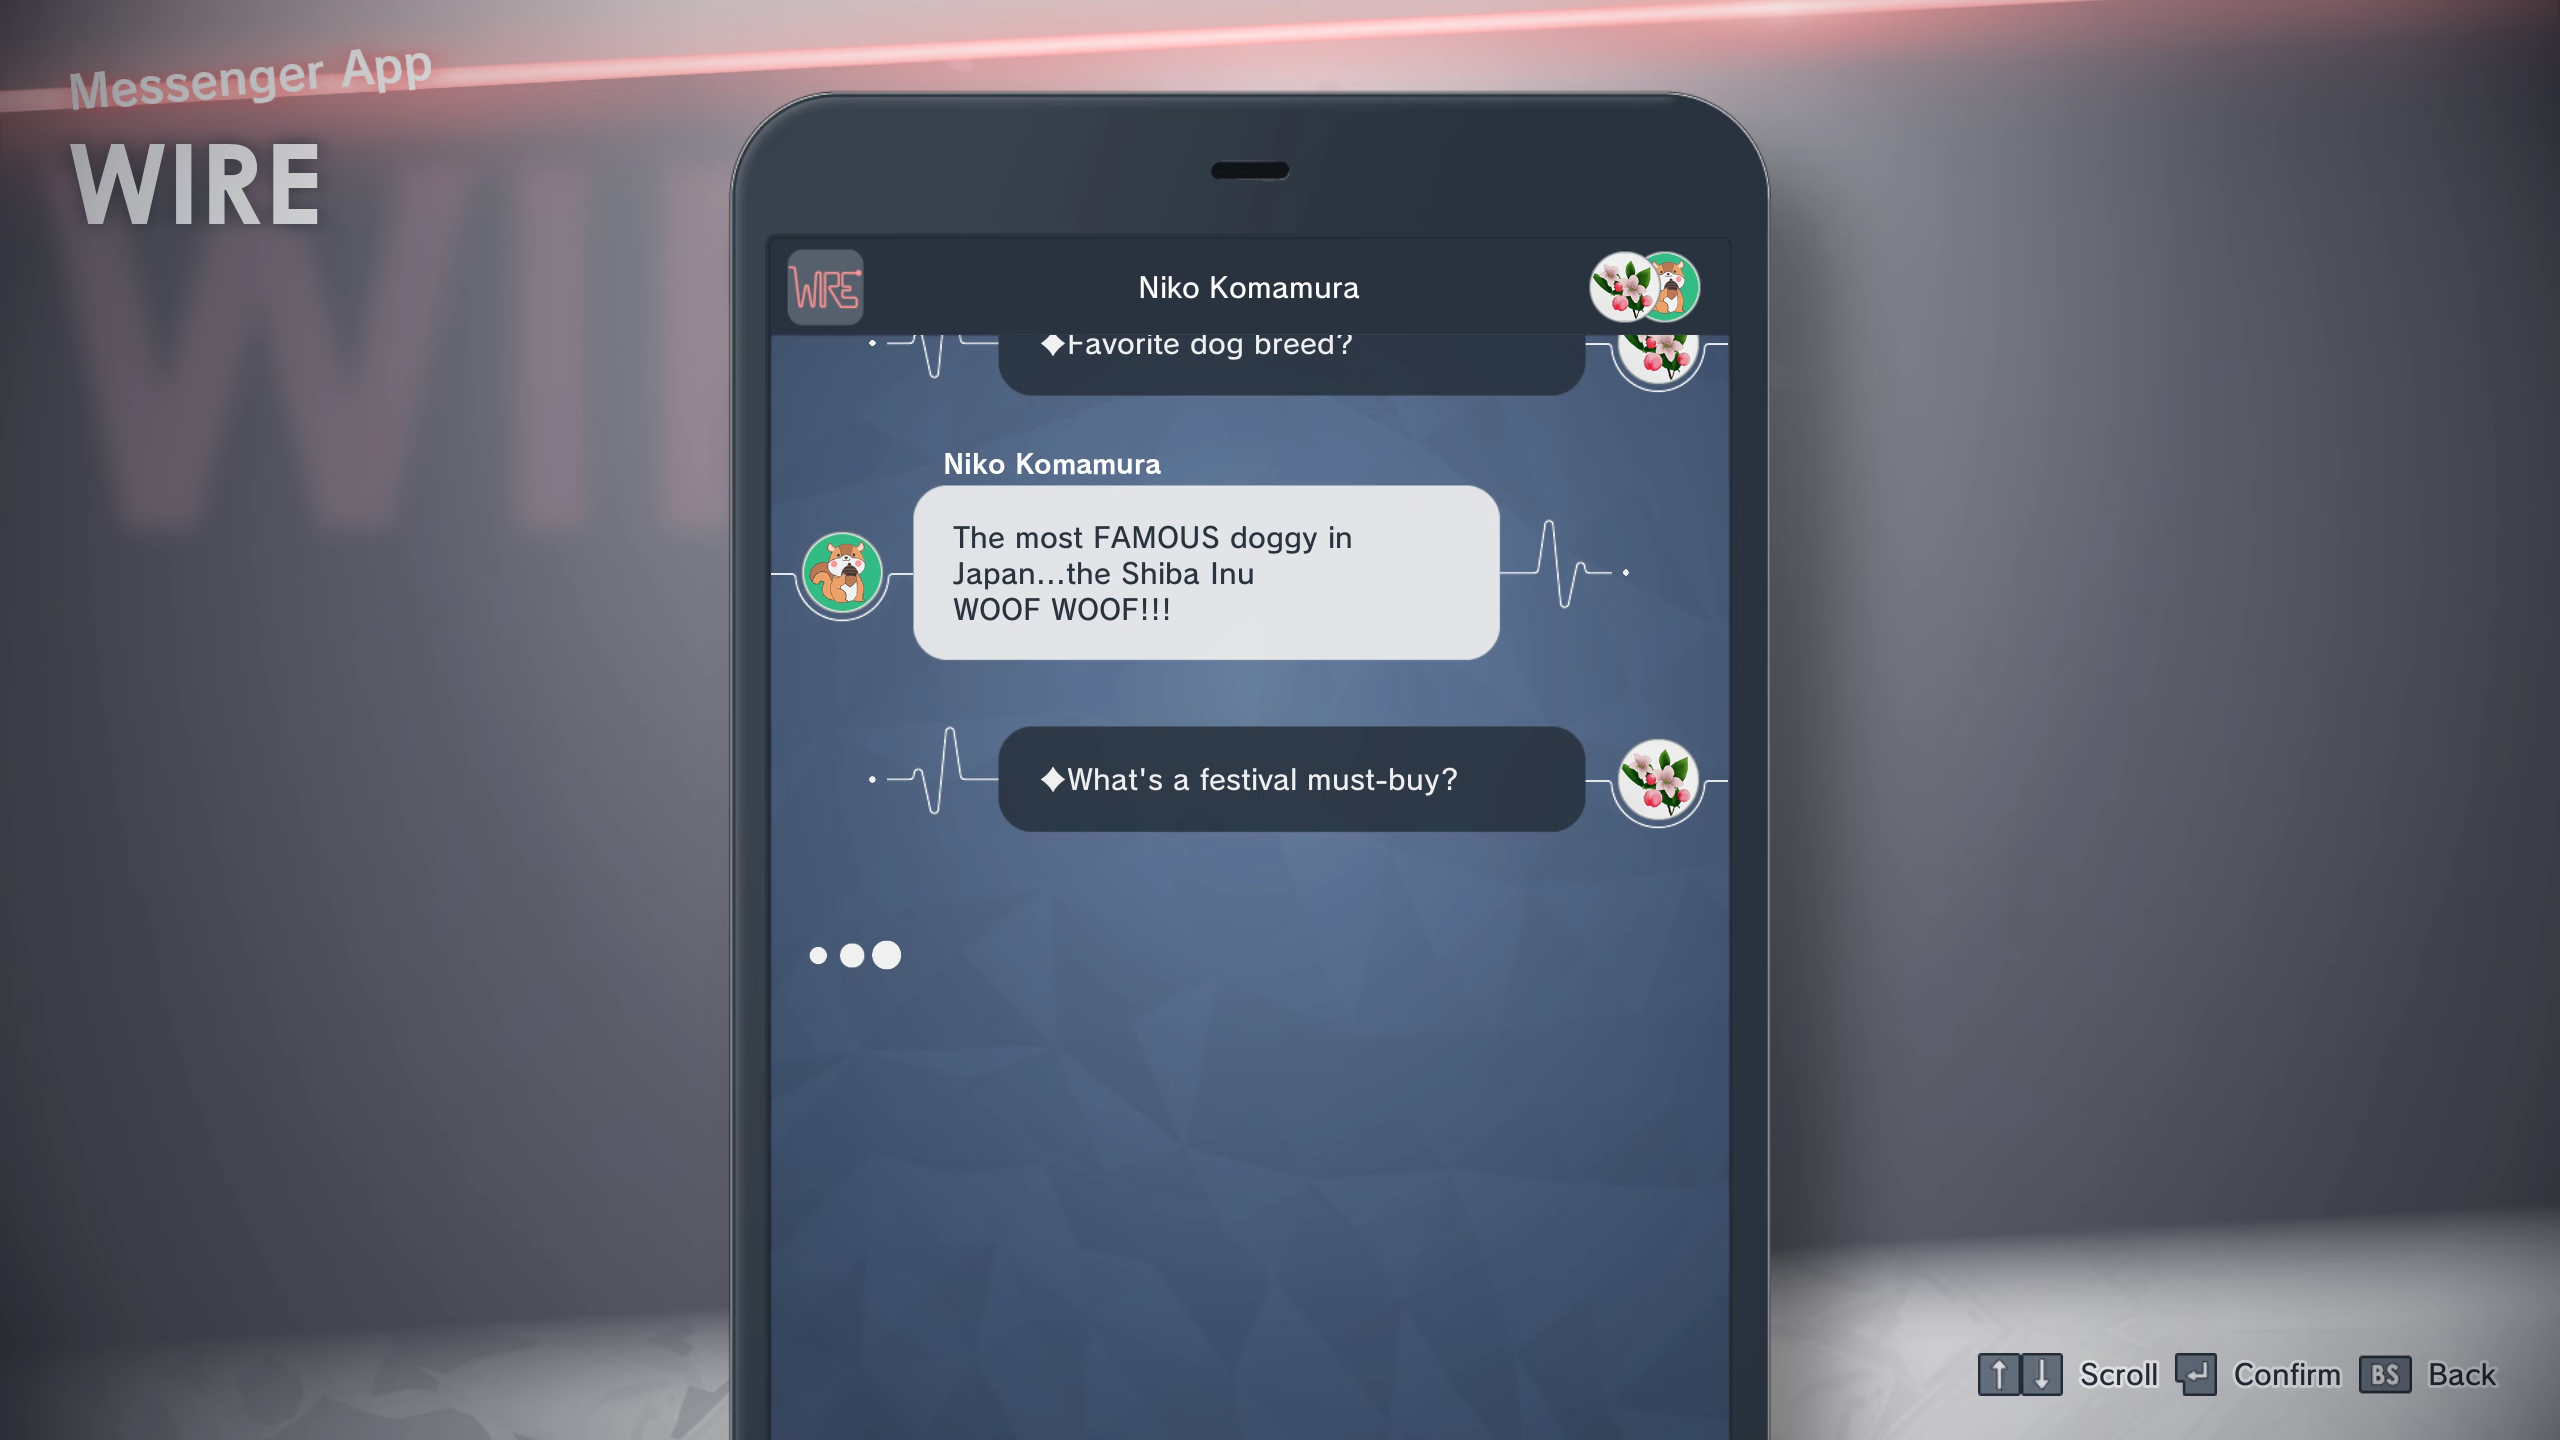 Messenger App
WIRE
WIRE
Niko Komamura
✦Favorite dog breed?
Niko Komamura
The most FAMOUS doggy in
Japan...the Shiba Inu
WOOF WOOF!!!
✦What's a festival must-buy?
↑↓ Scroll ↵ Confirm BS Back